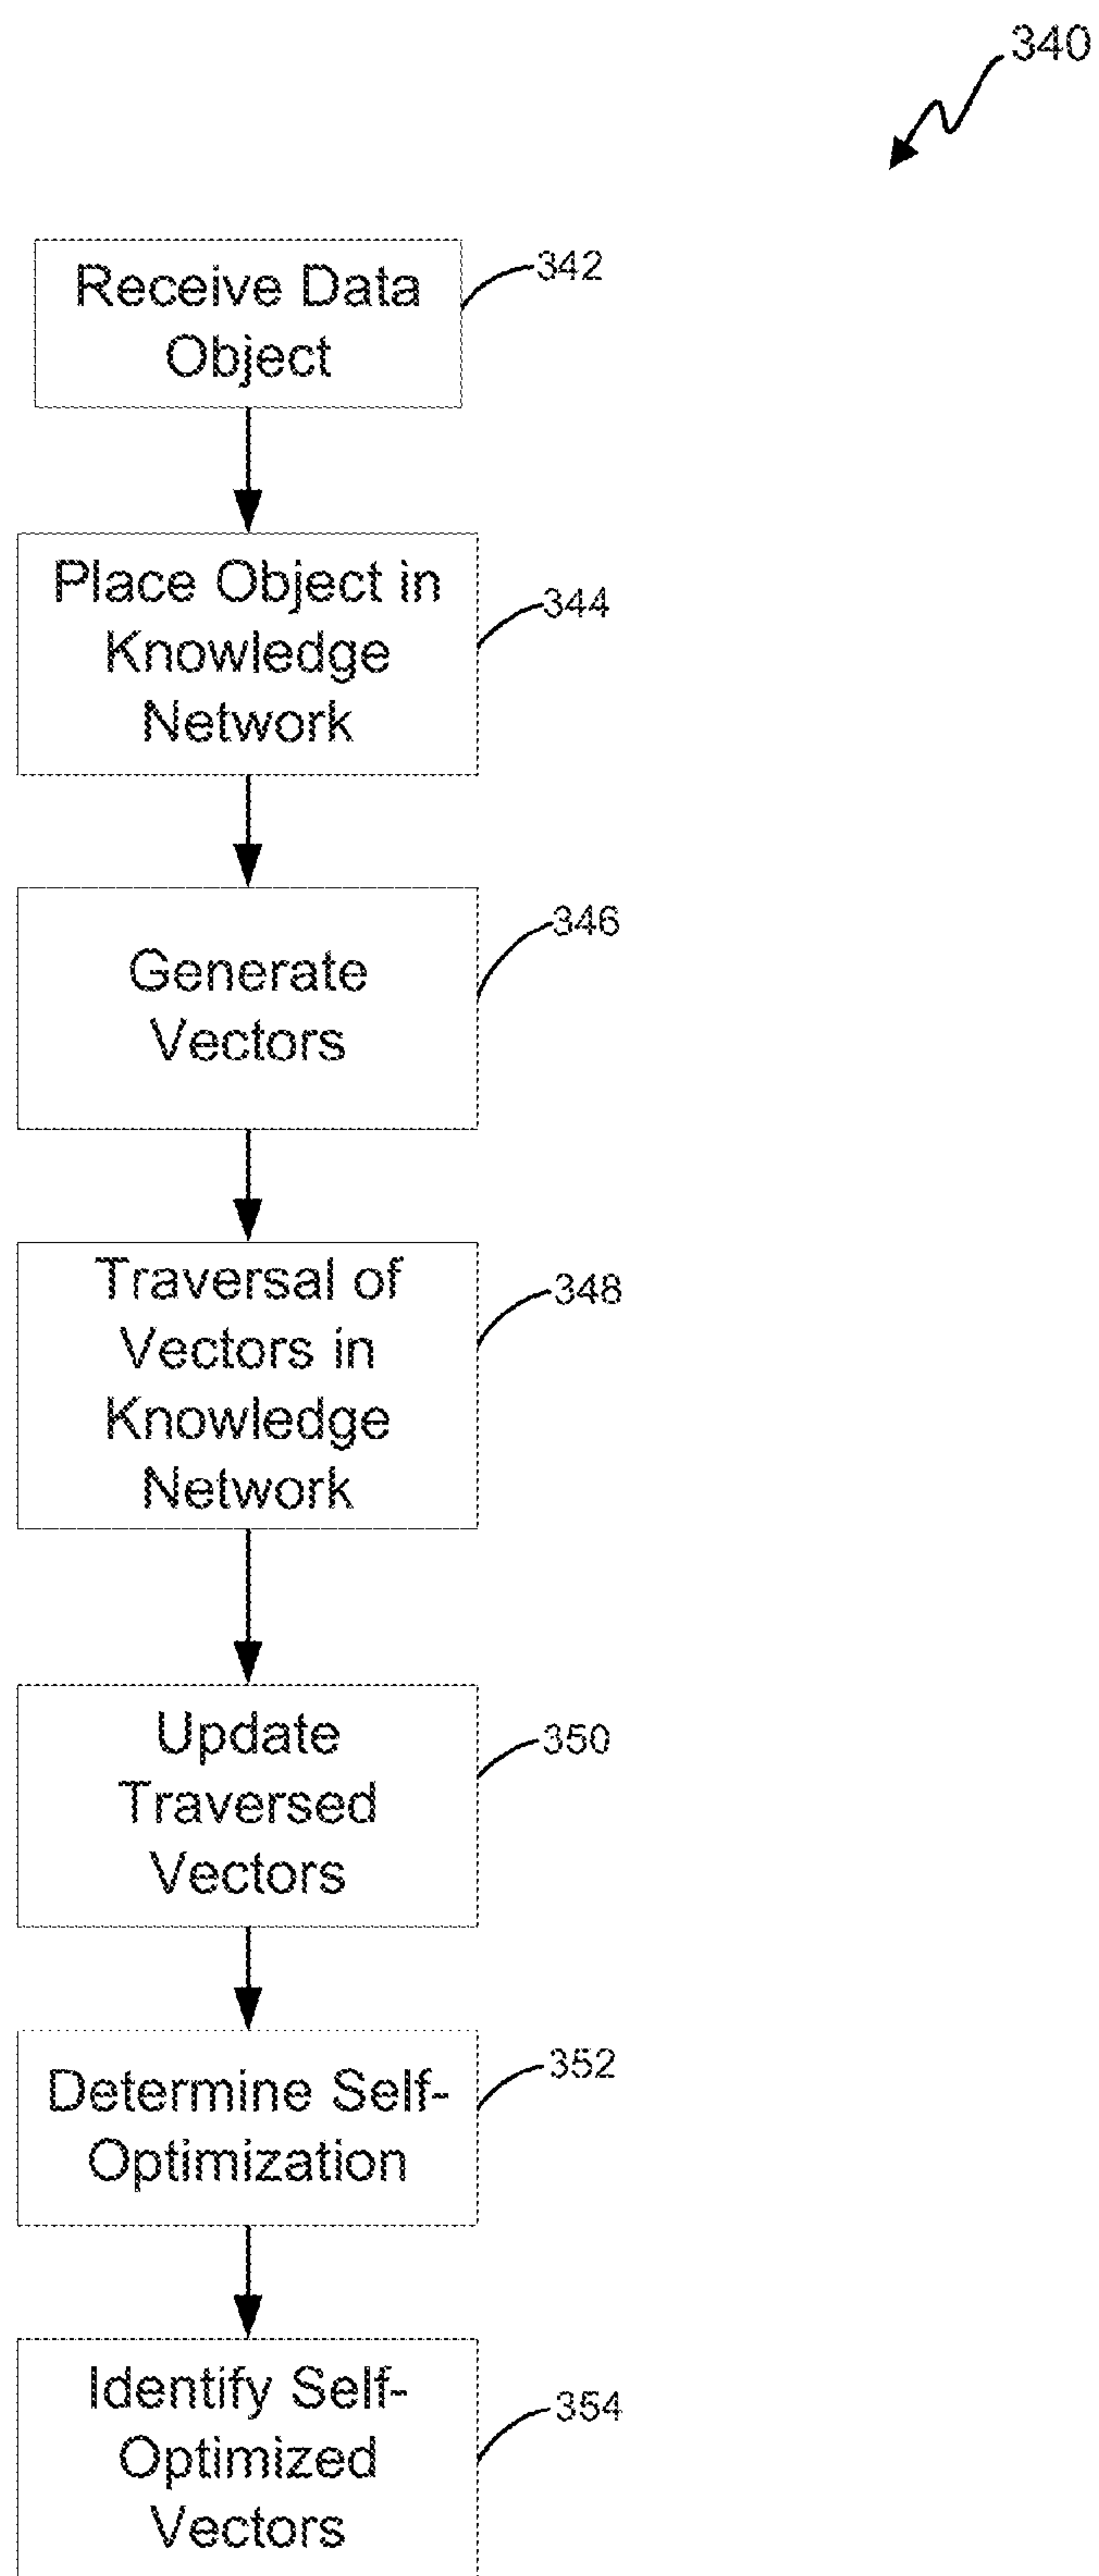 340
Receive Data
Object
342
Place Object in
Knowledge
Network
344
Generate
Vectors
346
Traversal of
Vectors in
Knowledge
Network
348
Update
Traversed
Vectors
350
Determine Self-
Optimization
352
Identify Self-
Optimized
Vectors
354